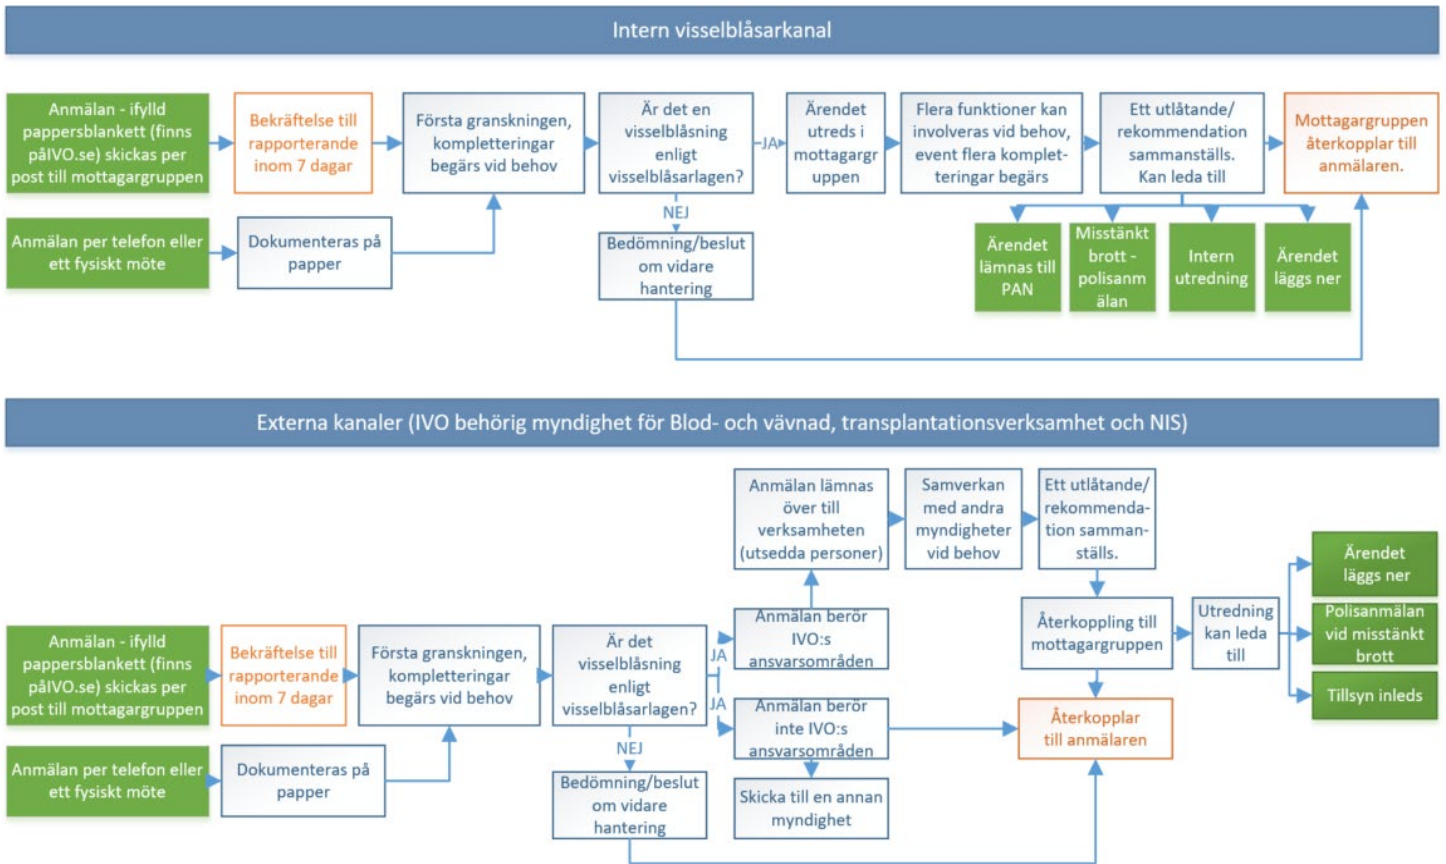 Intern visselblåsarkanal
Anmälan - ifylld
pappersblankett (finns
påIVO.se) skickas per
post till mottagargruppen
Bekräftelse till
rapporterande
inom 7 dagar
Första granskningen,
kompletteringar
begärs vid behov
Är det en
visselblåsning
enligt
visselblåsarlagen?
JA
Ärendet
utreds i
mottagargr
uppen
Flera funktioner kan
involveras vid behov,
event flera komplet-
teringar begärs
Ett utlåtande/
rekommendation
sammanställs.
Kan leda till
Mottagargruppen
återkopplar till
anmälaren.
Anmälan per telefon eller
ett fysiskt möte
Dokumenteras på
papper
NEJ
Bedömning/beslut
om vidare
hantering
Ärendet
lämnas till
PAN
Misstänkt
brott -
polisanm
älan
Intern
utredning
Ärendet
läggs ner
Externa kanaler (IVO behörig myndighet för Blod- och vävnad, transplantationsverksamhet och NIS)
Anmälan - ifylld
pappersblankett (finns
påIVO.se) skickas per
post till mottagargruppen
Bekräftelse till
rapporterande
inom 7 dagar
Första granskningen,
kompletteringar
begärs vid behov
Är det
visselblåsning
enligt
visselblåsarlagen?
JA
JA
Anmälan berör
IVO:s
ansvarsområden
Anmälan lämnas
över till
verksamheten
(utsedda personer)
Samverkan
med andra
myndigheter
vid behov
Ett utlåtande/
rekommenda-
tion samman-
ställs.
Återkoppling till
mottagargruppen
Utredning
kan leda
till
Ärendet
läggs ner
Polisanmälan
vid misstänkt
brott
Tillsyn inleds
Anmälan berör
inte IVO:s
ansvarsområden
Återkopplar
till anmälaren
Anmälan per telefon eller
ett fysiskt möte
Dokumenteras på
papper
NEJ
Bedömning/beslut
om vidare
hantering
Skicka till en annan
myndighet